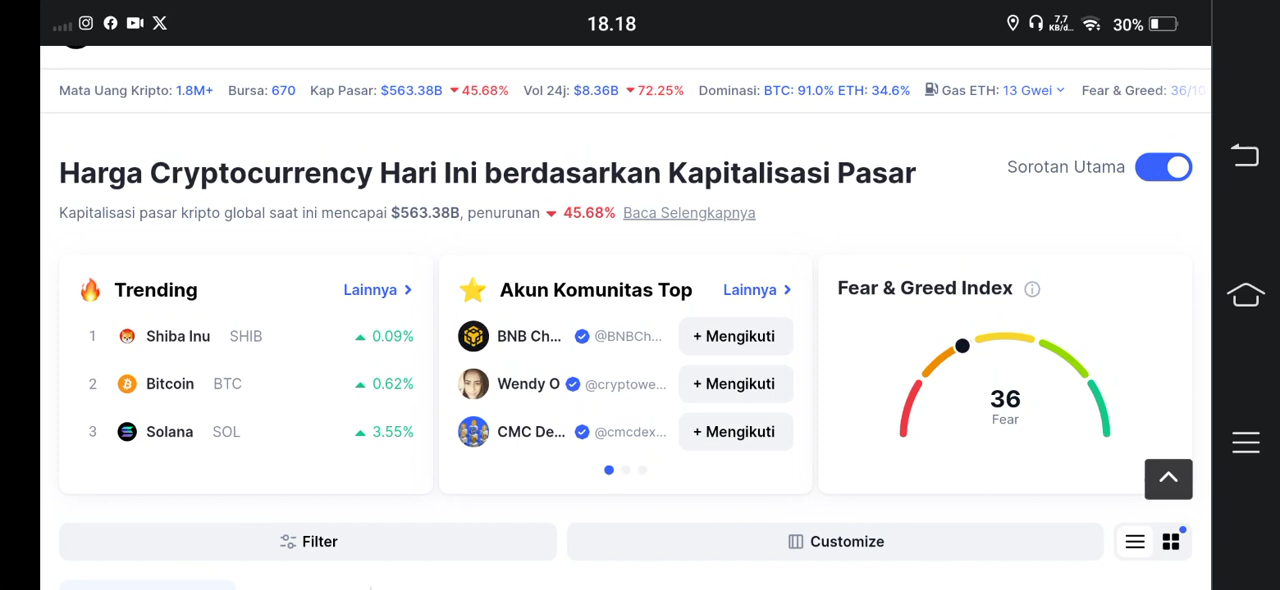 18.18
7,7
KB/d...
30%
Mata Uang Kripto: 1.8M+ Bursa: 670 Kap Pasar: $563.38B 45.68% Vol 24j: $8.36B 72.25% Dominasi: BTC: 91.0% ETH: 34.6% Gas ETH: 13 Gwei Fear & Greed: 36/10
Harga Cryptocurrency Hari Ini berdasarkan Kapitalisasi Pasar
Sorotan Utama
Kapitalisasi pasar kripto global saat ini mencapai $563.38B, penurunan 45.68% Baca Selengkapnya
Trending
Lainnya
1 Shiba Inu SHIB 0.09%
2 Bitcoin BTC 0.62%
3 Solana SOL 3.55%
Akun Komunitas Top
Lainnya
BNB Ch... @BNBCh... + Mengikuti
Wendy O @cryptowe... + Mengikuti
CMC De... @cmcdex... + Mengikuti
Fear & Greed Index
36
Fear
Filter
Customize